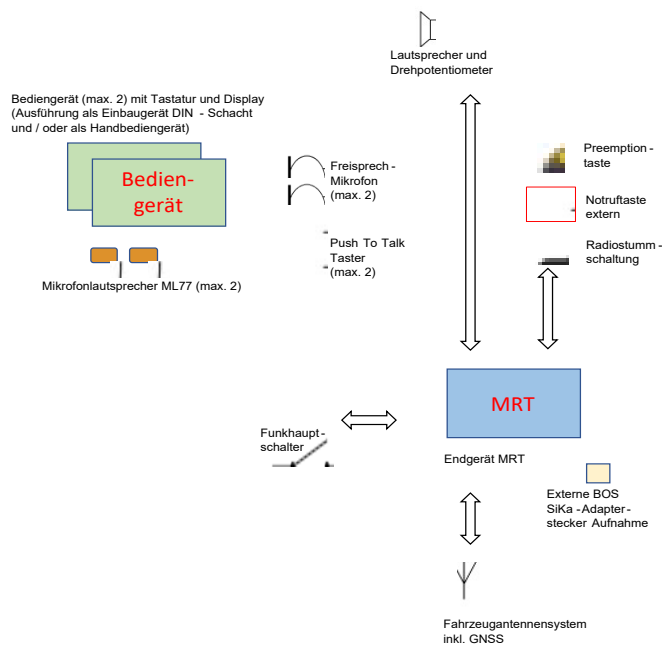 Lautsprecher und
Drehpotentiometer
Bediengerät (max. 2) mit Tastatur und Display
(Ausführung als Einbaugerät DIN - Schacht
und / oder als Handbediengerät)
Bedien-
gerät
Mikrofonlautsprecher ML77 (max. 2)
Freisprech -
Mikrofon
(max. 2)
Push To Talk
Taster
(max. 2)
Preemption -
taste
Notruftaste
extern
Radiostumm -
schaltung
MRT
Endgerät MRT
Funkhaupt -
schalter
Externe BOS
SiKa - Adapter -
stecker Aufnahme
Fahrzeugantennensystem
inkl. GNSS